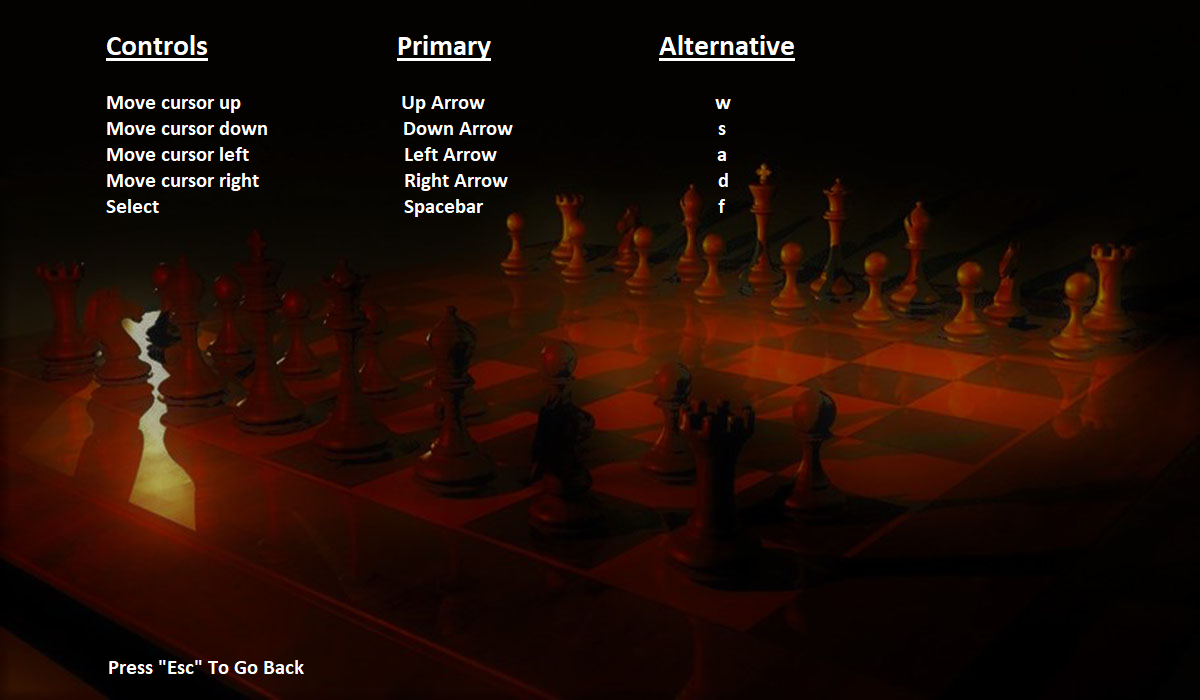 Controls Primary Alternative
Move cursor up Up Arrow w
Move cursor down Down Arrow s
Move cursor left Left Arrow a
Move cursor right Right Arrow d
Select Spacebar f
Press "Esc" To Go Back